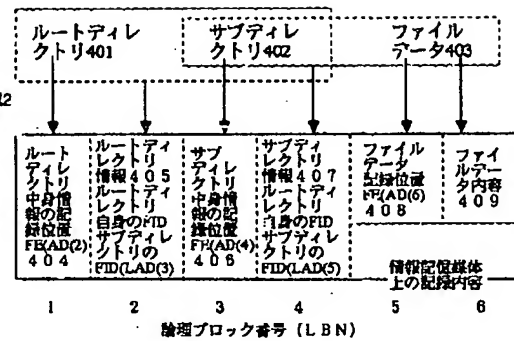 ルートディレ
クトリ401
サブディレ
クトリ402
ファイル
データ403
ルート
ディレ
クトリ
中身情
報の記
録位置
FE(AD(2)
404
ルートディ
レクトリ
情報405
ルートディ
レクトリ
自身のFID
サブディレ
クトリの
FID(LAD(3)
サブ
ディレ
クトリ
中身情
報の記
録位置
FE(AD(4)
406
サブディ
レクトリ
情報407
サブディ
レクトリ
自身のFID
サブディレ
クトリの
FID(LAD(5)
ファイル
データ
記録位置
FE(AD(6)
408
ファイ
ルデー
タ内容
409
情報記憶媒体
上の記録内容
1 2 3 4 5 6
論理ブロック番号 (LBN)